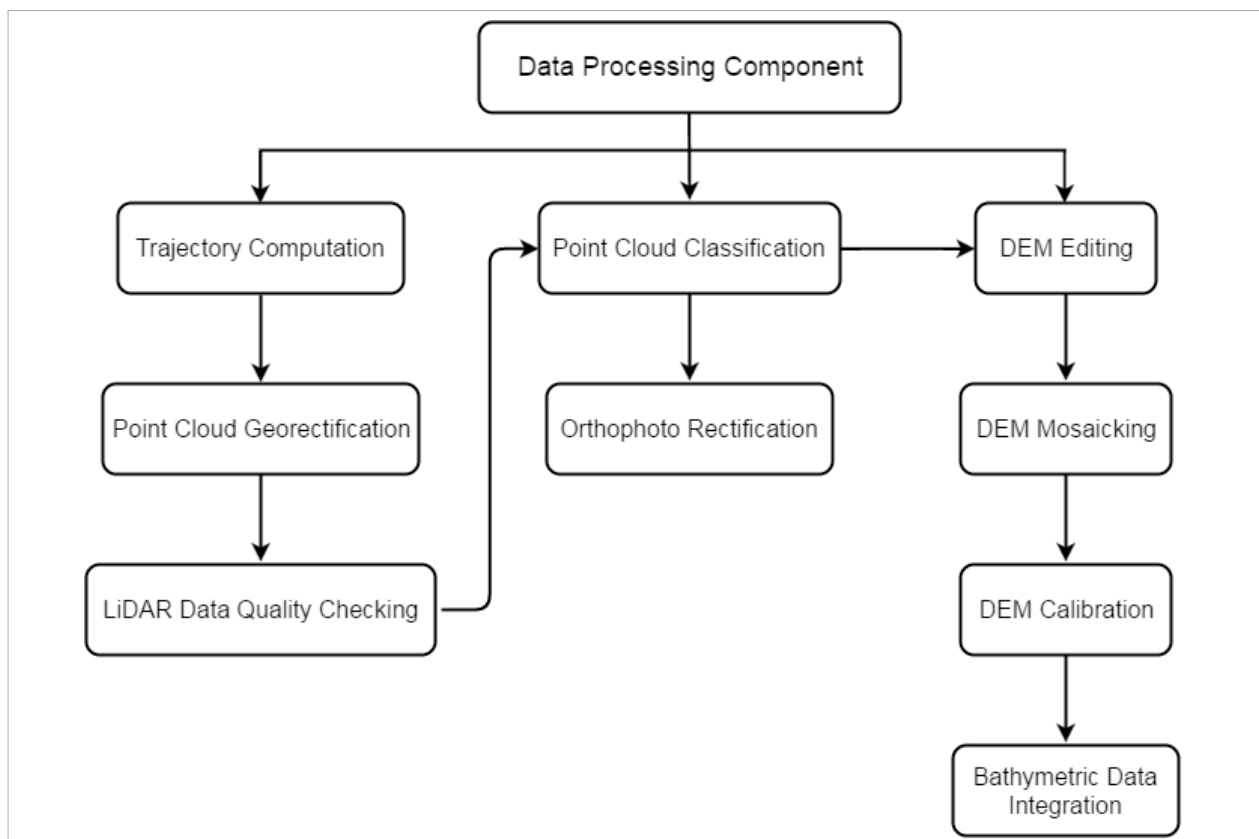 Data Processing Component
Trajectory Computation
Point Cloud Classification
DEM Editing
Point Cloud Georectification
Orthophoto Rectification
DEM Mosaicking
LiDAR Data Quality Checking
DEM Calibration
Bathymetric Data
Integration